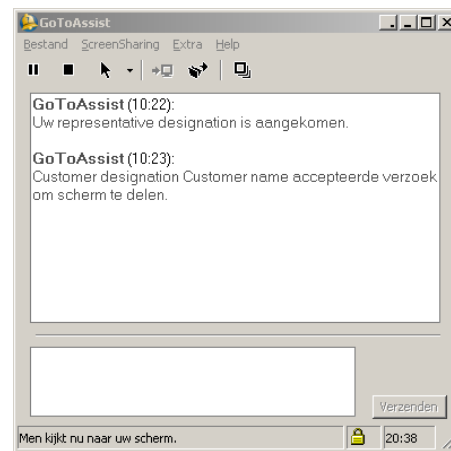 GoToAssist
Bestand ScreenSharing Extra Help
GoToAssist (10:22):
Uw representative designation is aangekomen.
GoToAssist (10:23):
Customer designation Customer name accepteerde verzoek
om scherm te delen.
Verzenden
Men kijkt nu naar uw scherm.
20:38